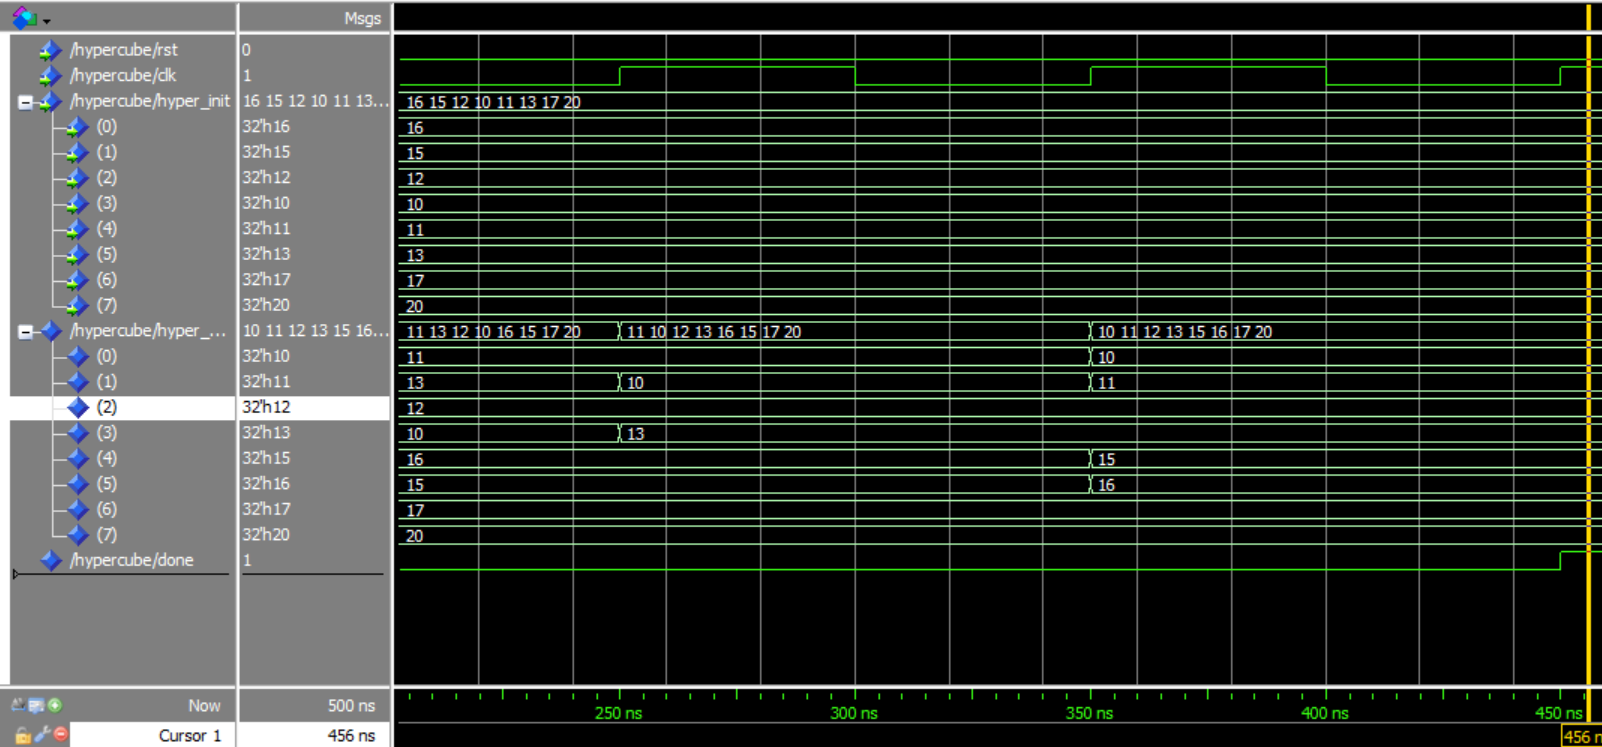 Msgs
/hypercube/rst 0
/hypercube/clk 1
/hypercube/hyper_init 16 15 12 10 11 13... 16 15 12 10 11 13 17 20
(0) 32'h16 16
(1) 32'h15 15
(2) 32'h12 12
(3) 32'h10 10
(4) 32'h11 11
(5) 32'h13 13
(6) 32'h17 17
(7) 32'h20 20
/hypercube/hyper_... 10 11 12 13 15 16... 11 13 12 10 16 15 17 20 11 10 12 13 16 15 17 20 10 11 12 13 15 16 17 20
(0) 32'h10 11 10
(1) 32'h11 13 10 11
(2) 32'h12 12
(3) 32'h13 10 13
(4) 32'h15 16 15
(5) 32'h16 15 16
(6) 32'h17 17
(7) 32'h20 20
/hypercube/done 1
Now 500 ns 250 ns 300 ns 350 ns 400 ns 450 ns
Cursor 1 456 ns 456 n